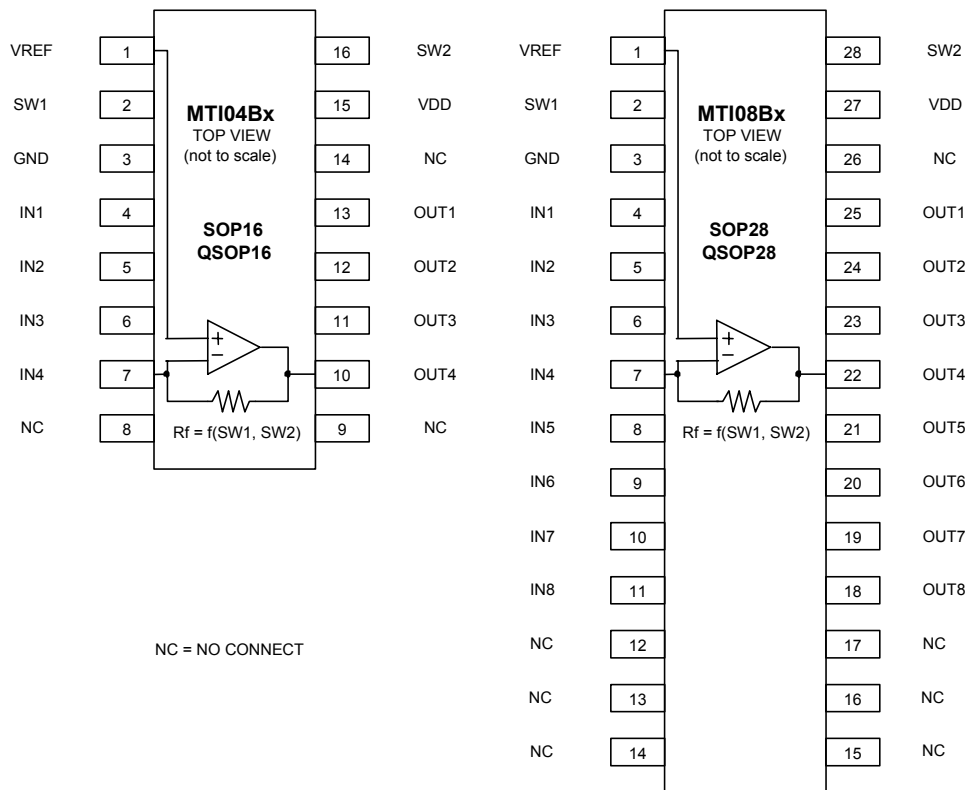 VREF 1 16 SW2
SW1 2 15 VDD
GND 3 14 NC
IN1 4 13 OUT1
IN2 5 12 OUT2
IN3 6 11 OUT3
IN4 7 10 OUT4
NC 8 9 NC
MTI04Bx
TOP VIEW
(not to scale)
SOP16
QSOP16
+
−
Rf = f(SW1, SW2)
NC = NO CONNECT
VREF 1 28 SW2
SW1 2 27 VDD
GND 3 26 NC
IN1 4 25 OUT1
IN2 5 24 OUT2
IN3 6 23 OUT3
IN4 7 22 OUT4
IN5 8 21 OUT5
IN6 9 20 OUT6
IN7 10 19 OUT7
IN8 11 18 OUT8
NC 12 17 NC
NC 13 16 NC
NC 14 15 NC
MTI08Bx
TOP VIEW
(not to scale)
SOP28
QSOP28
+
−
Rf = f(SW1, SW2)